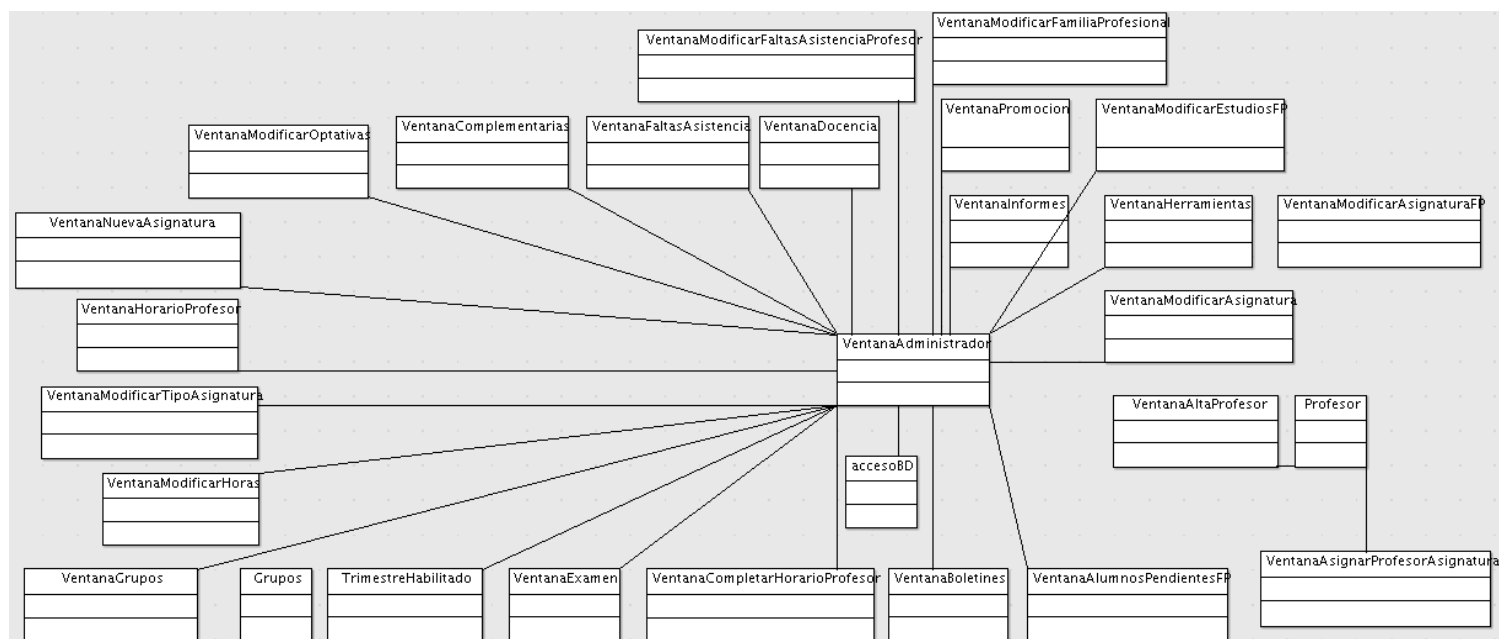 VentanaModificarFamiliaProfesional
VentanaModificarFaltasAsistenciaProfesor
VentanaPromocion
VentanaModificarEstudiosFP
VentanaModificarOptativas
VentanaComplementarias
VentanaFaltasAsistencia
VentanaDocencia
VentanaInformes
VentanaHerramientas
VentanaModificarAsignaturaFP
VentanaNuevaAsignatura
VentanaHorarioProfesor
VentanaModificarAsignatura
VentanaAdministrador
VentanaModificarTipoAsignatura
VentanaAltaProfesor
Profesor
accesoBD
VentanaModificarHoras
VentanaAsignarProfesorAsignatura
VentanaGrupos
Grupos
TrimestreHabilitado
VentanaExamen
VentanaCompletarHorarioProfesor
VentanaBoletines
VentanaAlumnosPendientesFP